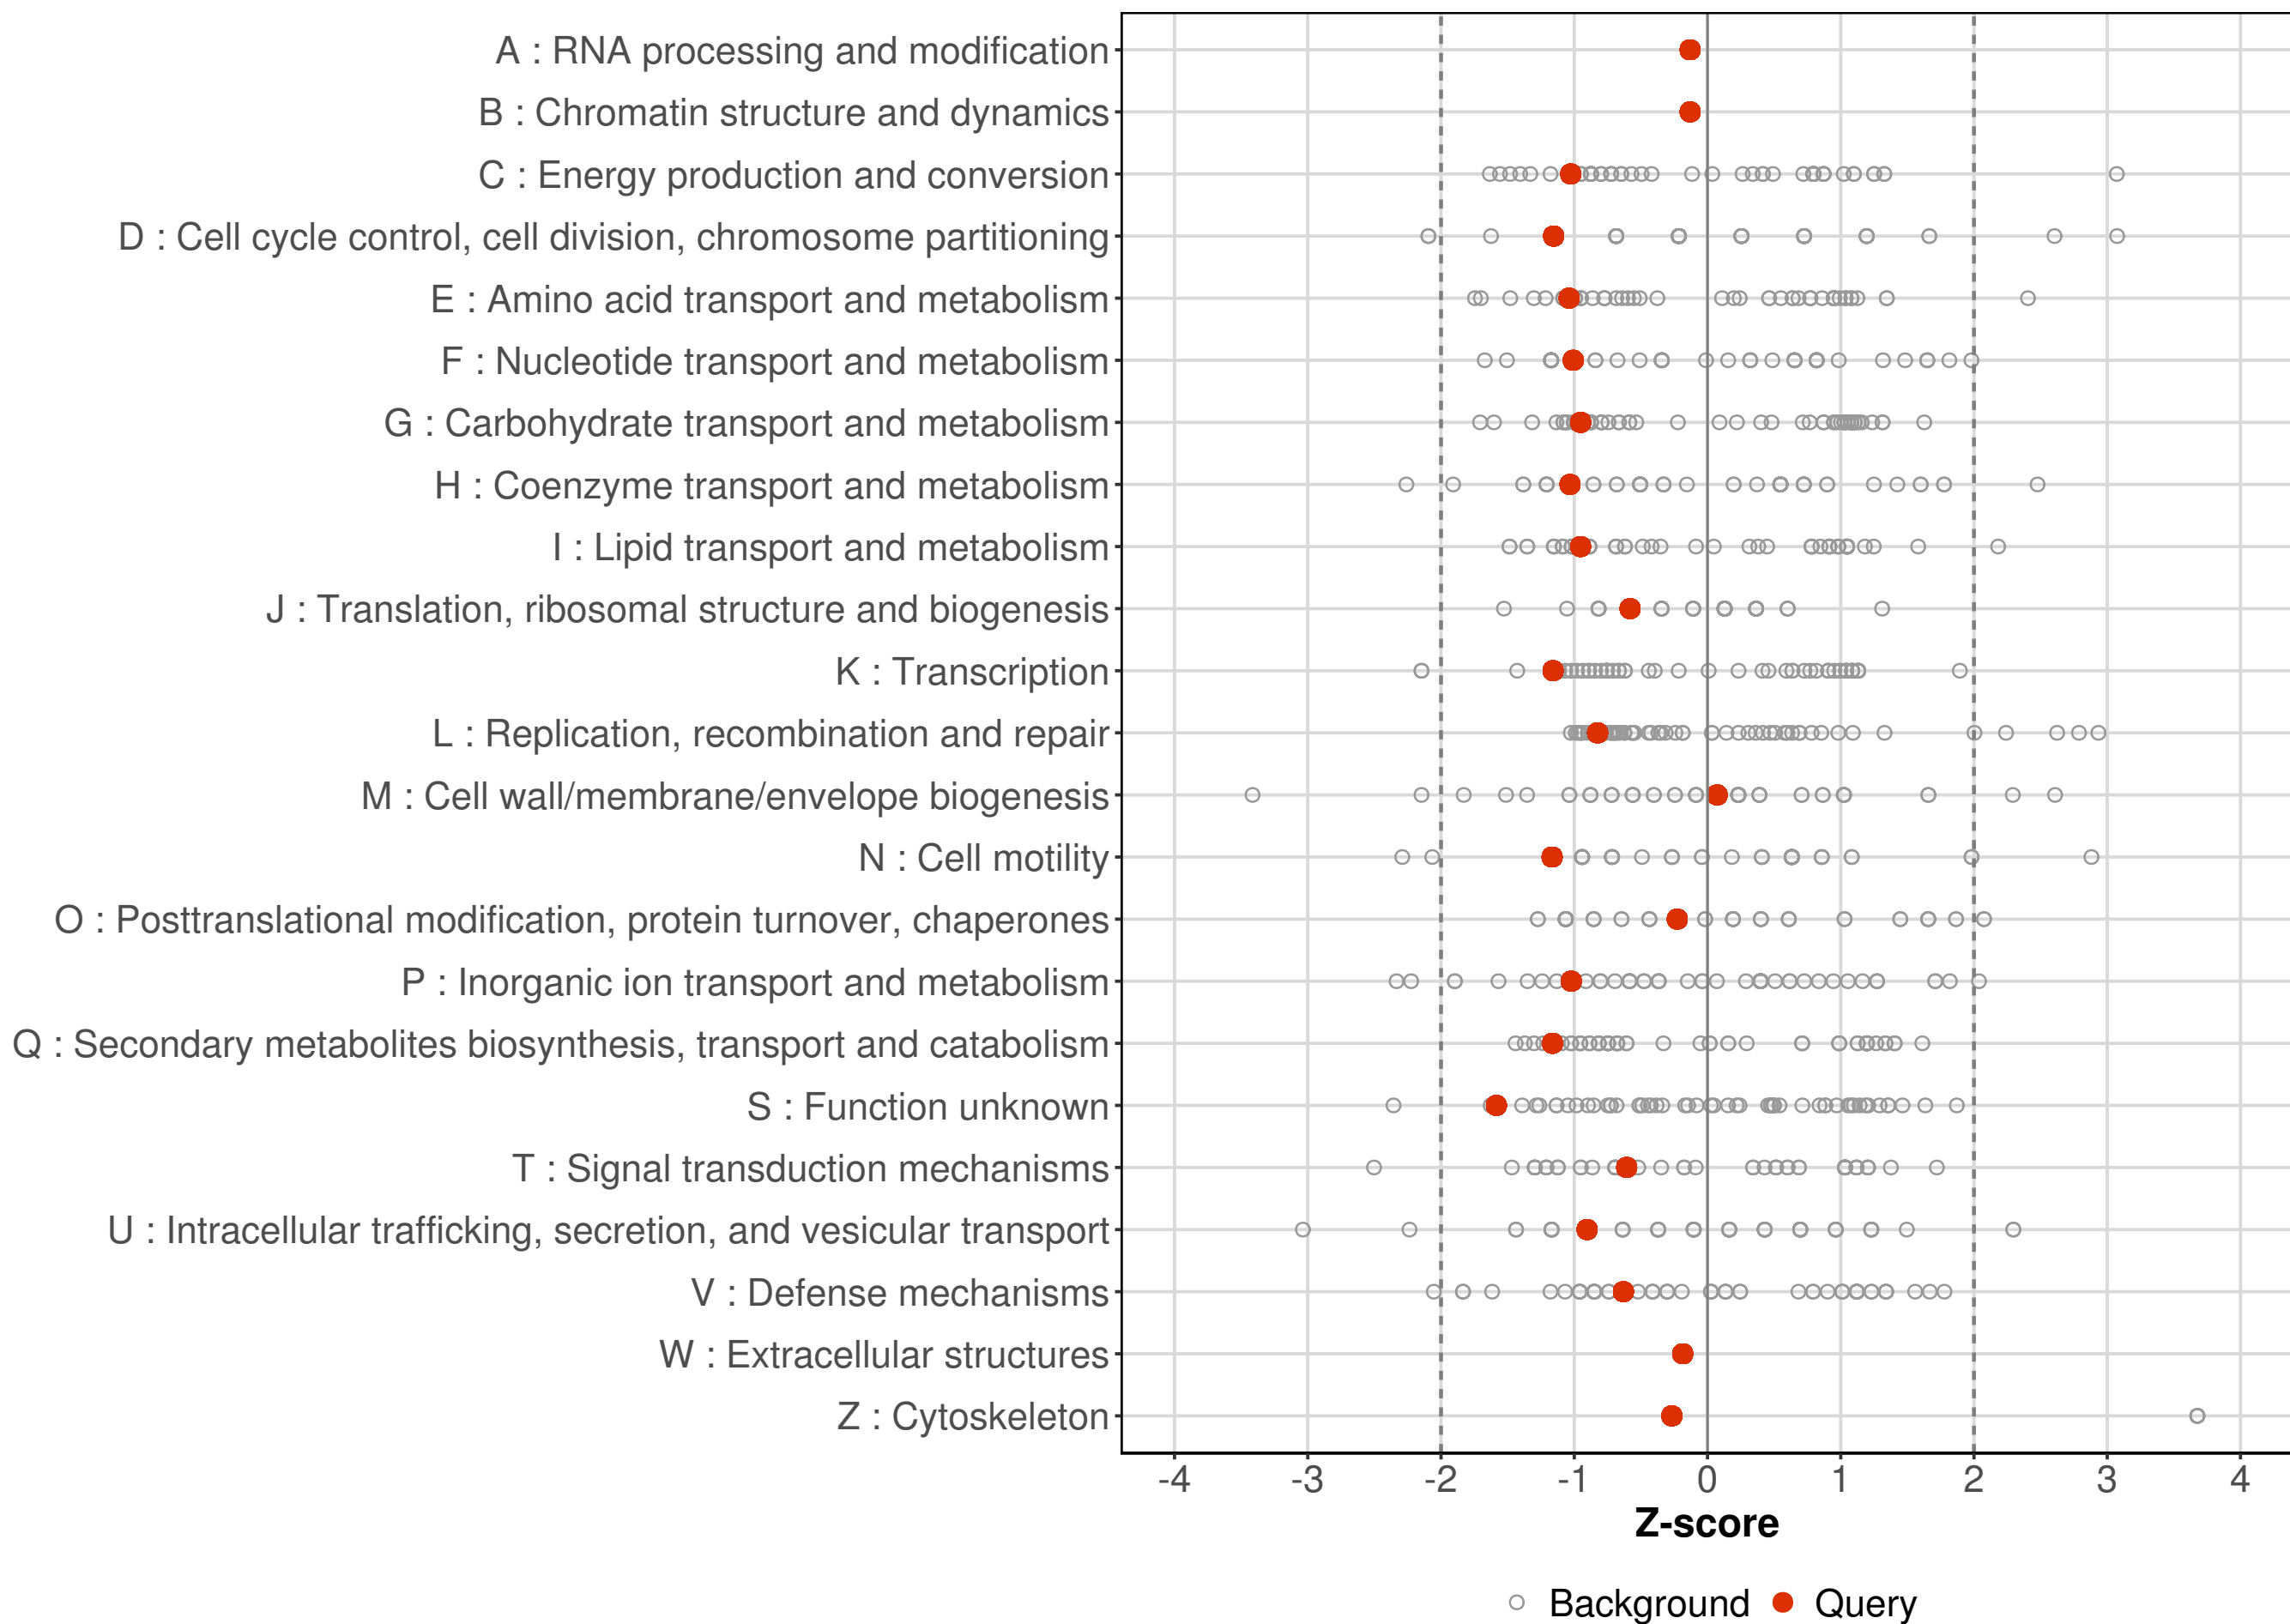 A : RNA processing and modification
B : Chromatin structure and dynamics
C : Energy production and conversion
D : Cell cycle control, cell division, chromosome partitioning
E : Amino acid transport and metabolism
F : Nucleotide transport and metabolism
G : Carbohydrate transport and metabolism
H : Coenzyme transport and metabolism
I : Lipid transport and metabolism
J : Translation, ribosomal structure and biogenesis
K : Transcription
L : Replication, recombination and repair
M : Cell wall/membrane/envelope biogenesis
N : Cell motility
O : Posttranslational modification, protein turnover, chaperones
P : Inorganic ion transport and metabolism
Q : Secondary metabolites biosynthesis, transport and catabolism
S : Function unknown
T : Signal transduction mechanisms
U : Intracellular trafficking, secretion, and vesicular transport
V : Defense mechanisms
W : Extracellular structures
Z : Cytoskeleton
-4 -3 -2 -1 0 1 2 3 4
Z-score
Background Query